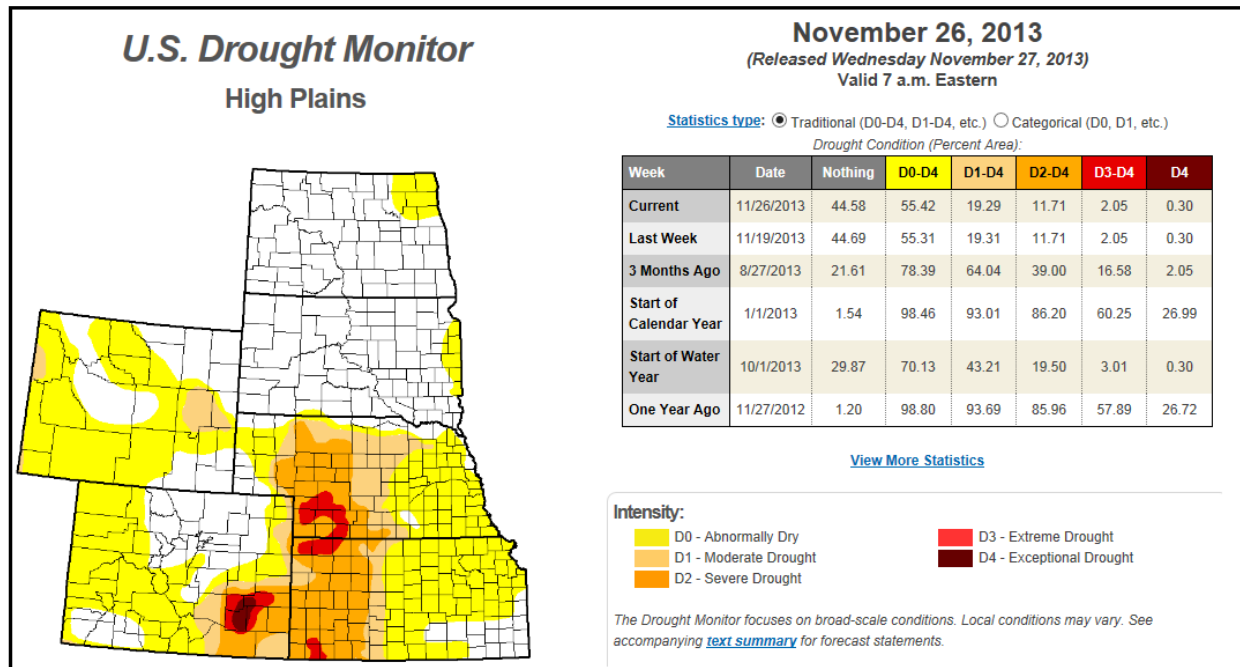 U.S. Drought Monitor
High Plains
November 26, 2013
(Released Wednesday November 27, 2013)
Valid 7 a.m. Eastern
Statistics type: Traditional (D0-D4, D1-D4, etc.) Categorical (D0, D1, etc.)
Drought Condition (Percent Area):
Week Date Nothing D0-D4 D1-D4 D2-D4 D3-D4 D4
Current 11/26/2013 44.58 55.42 19.29 11.71 2.05 0.30
Last Week 11/19/2013 44.69 55.31 19.31 11.71 2.05 0.30
3 Months Ago 8/27/2013 21.61 78.39 64.04 39.00 16.58 2.05
Start of
Calendar Year 1/1/2013 1.54 98.46 93.01 86.20 60.25 26.99
Start of Water
Year 10/1/2013 29.87 70.13 43.21 19.50 3.01 0.30
One Year Ago 11/27/2012 1.20 98.80 93.69 85.96 57.89 26.72
View More Statistics
Intensity:
D0 - Abnormally Dry
D1 - Moderate Drought
D2 - Severe Drought
D3 - Extreme Drought
D4 - Exceptional Drought
The Drought Monitor focuses on broad-scale conditions. Local conditions may vary. See
accompanying text summary for forecast statements.